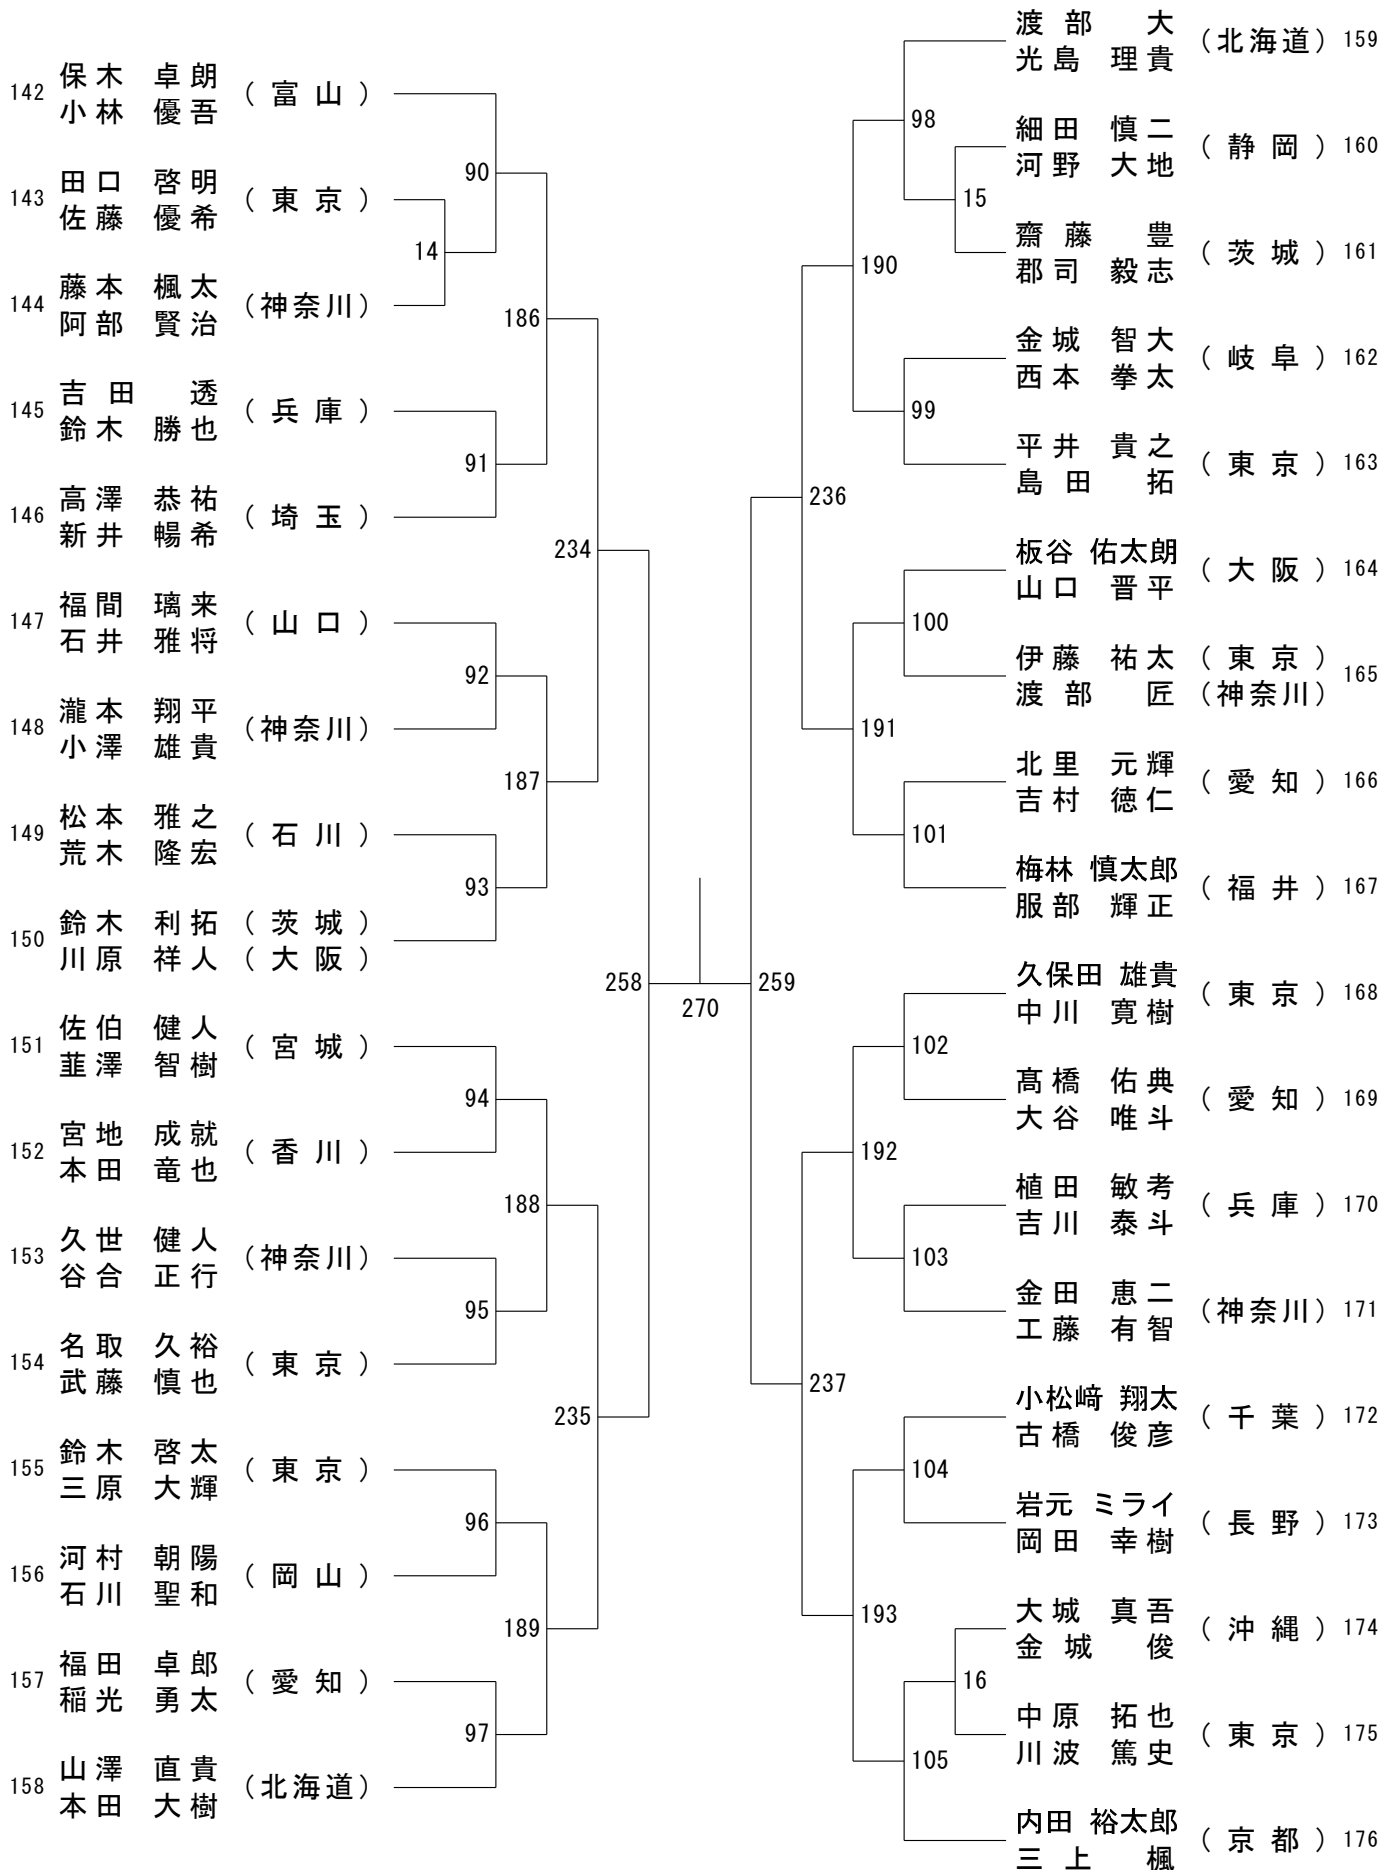 142 保木 卓朗 (富山)
小林 優吾
90
143 田口 啓明 (東京)
佐藤 優希
14
144 藤本 楓太 (神奈川)
阿部 賢治
186
145 吉田 透 (兵庫)
鈴木 勝也
91
146 高澤 恭祐 (埼玉)
新井 暢希
234
147 福間 璃来 (山口)
石井 雅将
92
148 瀧本 翔平 (神奈川)
小澤 雄貴
187
149 松本 雅之 (石川)
荒木 隆宏
93
150 鈴木 利拓 (茨城)
川原 祥人 (大阪)
258
151 佐伯 健人 (宮城)
韮澤 智樹
94
152 宮地 成就 (香川)
本田 竜也
188
153 久世 健人 (神奈川)
谷合 正行
95
154 名取 久裕 (東京)
武藤 慎也
235
155 鈴木 啓太 (東京)
三原 大輝
96
156 河村 朝陽 (岡山)
石川 聖和
189
157 福田 卓郎 (愛知)
稲光 勇太
97
158 山澤 直貴 (北海道)
本田 大樹
270
渡部 大 (北海道) 159
光島 理貴
98
細田 慎二 (静岡) 160
河野 大地
15
齋藤 豊 (茨城) 161
郡司 毅志
190
金城 智大 (岐阜) 162
西本 拳太
99
平井 貴之 (東京) 163
島田 拓
236
板谷 佑太朗 (大阪) 164
山口 晋平
100
伊藤 祐太 (東京) 165
渡部 匠 (神奈川)
191
北里 元輝 (愛知) 166
吉村 徳仁
101
梅林 慎太郎 (福井) 167
服部 輝正
259
久保田 雄貴 (東京) 168
中川 寛樹
102
髙橋 佑典 (愛知) 169
大谷 唯斗
192
植田 敏考 (兵庫) 170
吉川 泰斗
103
金田 恵二 (神奈川) 171
工藤 有智
237
小松﨑 翔太 (千葉) 172
古橋 俊彦
104
岩元 ミライ (長野) 173
岡田 幸樹
193
大城 真吾 (沖縄) 174
金城 俊
16
中原 拓也 (東京) 175
川波 篤史
105
内田 裕太郎 (京都) 176
三上 楓